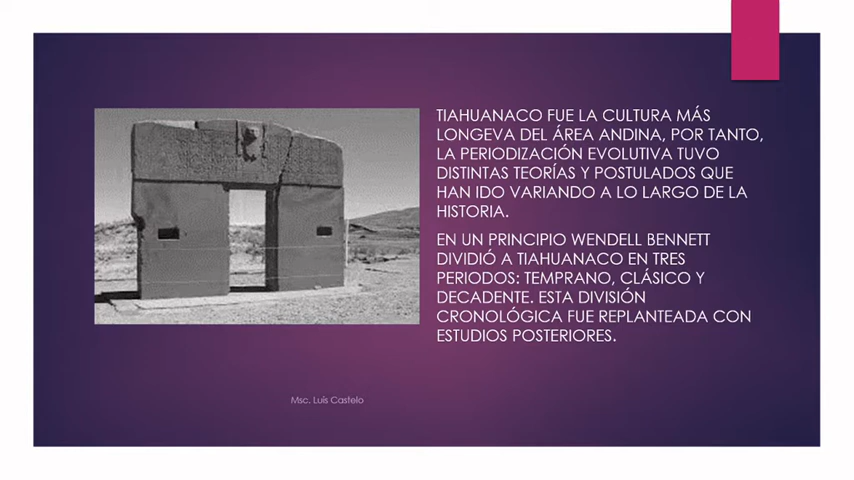 TIAHUANACO FUE LA CULTURA MÁS
LONGEVA DEL ÁREA ANDINA, POR TANTO,
LA PERIODIZACIÓN EVOLUTIVA TUVO
DISTINTAS TEORÍAS Y POSTULADOS QUE
HAN IDO VARIANDO A LO LARGO DE LA
HISTORIA.
EN UN PRINCIPIO WENDELL BENNETT
DIVIDIÓ A TIAHUANACO EN TRES
PERIODOS: TEMPRANO, CLÁSICO Y
DECADENTE. ESTA DIVISIÓN
CRONOLÓGICA FUE REPLANTEADA CON
ESTUDIOS POSTERIORES.
Msc. Luis Castelo